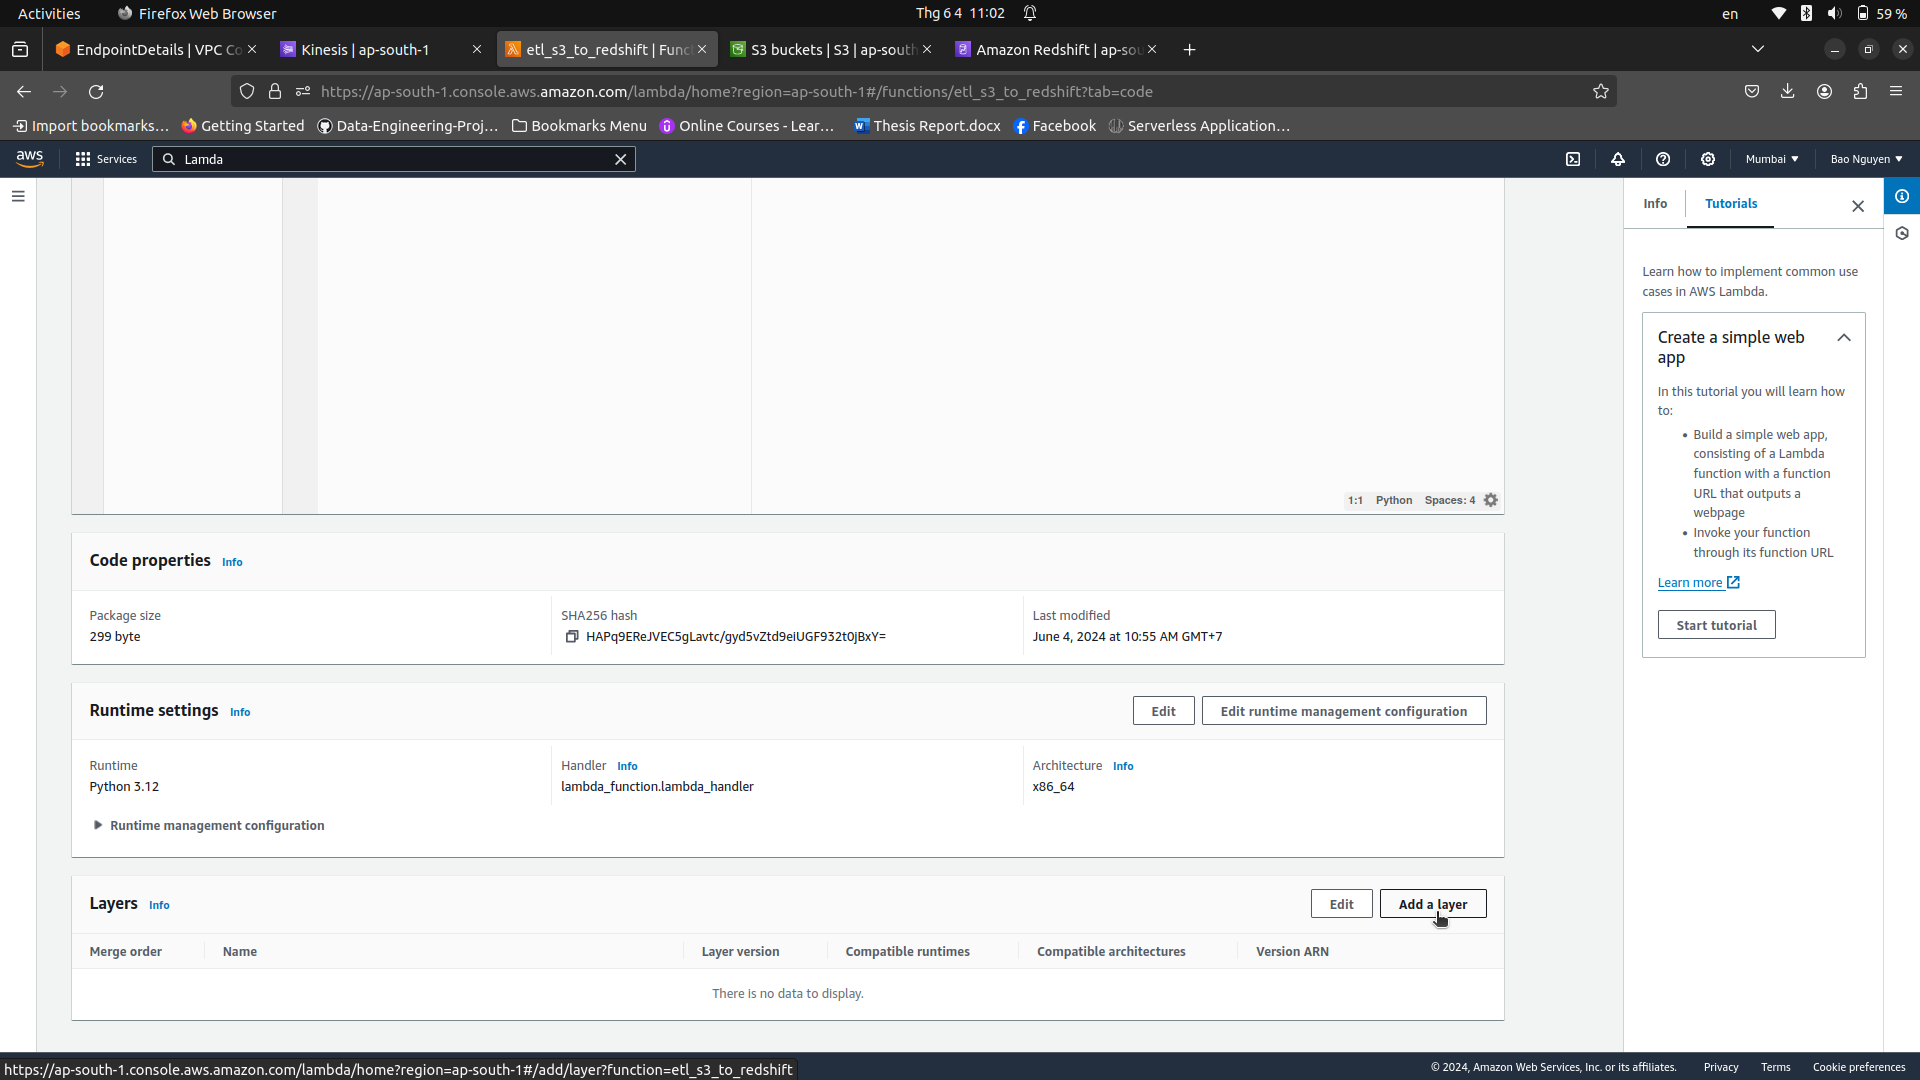 Activities
Firefox Web Browser
Thg 6 4 11:02
en
59 %
EndpointDetails | VPC Co
Kinesis | ap-south-1
etl_s3_to_redshift | Func
S3 buckets | S3 | ap-south
Amazon Redshift | ap-sou
https://ap-south-1.console.aws.amazon.com/lambda/home?region=ap-south-1#/functions/etl_s3_to_redshift?tab=code
Import bookmarks...
Getting Started
Data-Engineering-Proj...
Bookmarks Menu
Online Courses - Lear...
Thesis Report.docx
Facebook
Serverless Application...
aws
Services
Lamda
Mumbai
Bao Nguyen
Info
Tutorials
Learn how to implement common use
cases in AWS Lambda.
Create a simple web
app
In this tutorial you will learn how
to:
• Build a simple web app,
consisting of a Lambda
function with a function
URL that outputs a
webpage
• Invoke your function
through its function URL
Learn more
Start tutorial
1:1 Python Spaces: 4
Code properties Info
Package size
299 byte
SHA256 hash
HAPq9EReJVEC5gLavtc/gyd5vZtd9eiUGF932t0jBxY=
Last modified
June 4, 2024 at 10:55 AM GMT+7
Runtime settings Info
Edit
Edit runtime management configuration
Runtime
Python 3.12
Handler Info
lambda_function.lambda_handler
Architecture Info
x86_64
Runtime management configuration
Layers Info
Edit
Add a layer
Merge order
Name
Layer version
Compatible runtimes
Compatible architectures
Version ARN
There is no data to display.
https://ap-south-1.console.aws.amazon.com/lambda/home?region=ap-south-1#/add/layer?function=etl_s3_to_redshift
© 2024, Amazon Web Services, Inc. or its affiliates.
Privacy
Terms
Cookie preferences